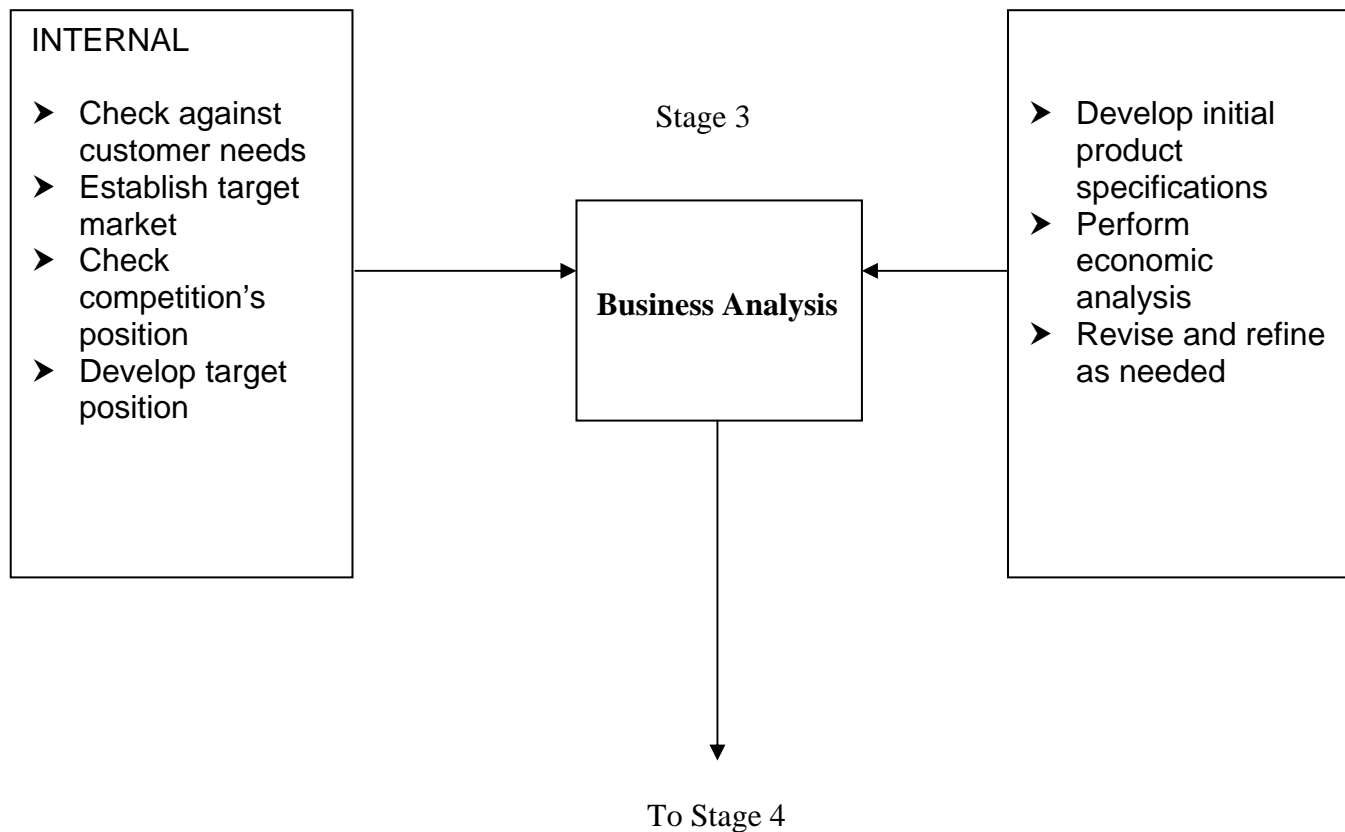 INTERNAL
➤ Check against
customer needs
➤ Establish target
market
➤ Check
competition's
position
➤ Develop target
position
Stage 3
Business Analysis
➤ Develop initial
product
specifications
➤ Perform
economic
analysis
➤ Revise and refine
as needed
To Stage 4